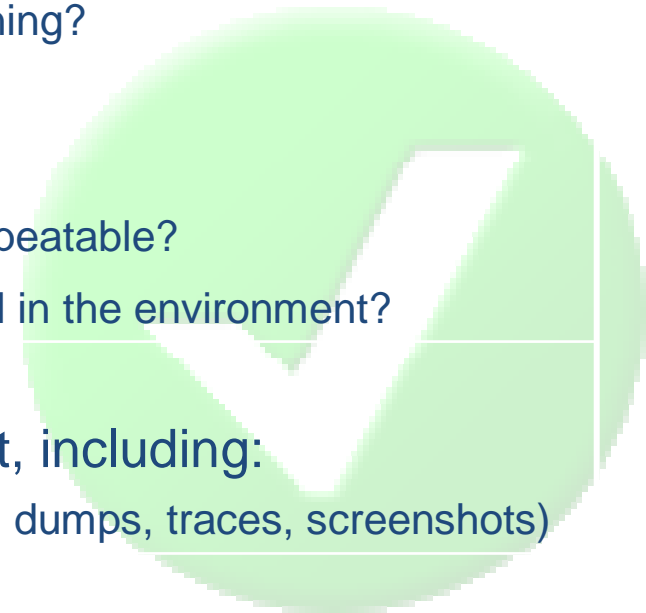 ning?
peatable?
in the environment?
t, including:
dumps, traces, screenshots)